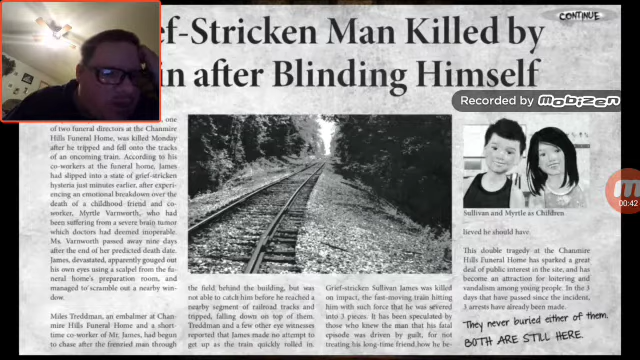 CONTINUE
ef-Stricken Man Killed by
in after Blinding Himself
Recorded by MOBIZEN
00:42
one
of two funeral directors at the Chanmire
Hills Funeral Home, was killed Monday
after he tripped and fell onto the tracks
of an oncoming train. According to his
co-workers at the funeral home, James
had slipped into a state of grief-stricken
hysteria just minutes earlier, after experi-
encing an emotional breakdown over the
death of a childhood friend and co-
worker, Myrtle Varnworth, who had
been suffering from a severe brain tumor
which doctors had deemed inoperable.
Ms. Varnworth passed away nine days
after the end of her predicted death date.
James, devastated, apparently gouged out
his own eyes using a scalpel from the fu-
neral home's preparation room, and
managed to scramble out a nearby win-
dow.
Miles Treddman, an embalmer at Chan-
mire Hills Funeral Home and a short-
time co-worker of Mr. James, had begun
to chase after the frenzied man through
the field behind the building, but was
not able to catch him before he reached a
nearby segment of railroad tracks and
tripped, falling down on top of them.
Treddman and a few other eye witnesses
reported that James made no attempt to
get up as the train quickly rolled in.
Grief-stricken Sullivan James was killed
on impact, the fast-moving train hitting
him with such force that he was severed
into 3 pieces. It has been speculated by
those who knew the man that his fatal
episode was driven by guilt, for not
treating his long-time friend how he be-
Sullivan and Myrtle as Children
lieved he should have.
This double tragedy at the Chanmire
Hills Funeral Home has sparked a great
deal of public interest in the site, and has
become an attraction for loitering and
vandalism among young people. In the 3
days that have passed since the incident,
3 arrests have already been made.
They never buried either of them.
BOTH ARE STILL HERE.